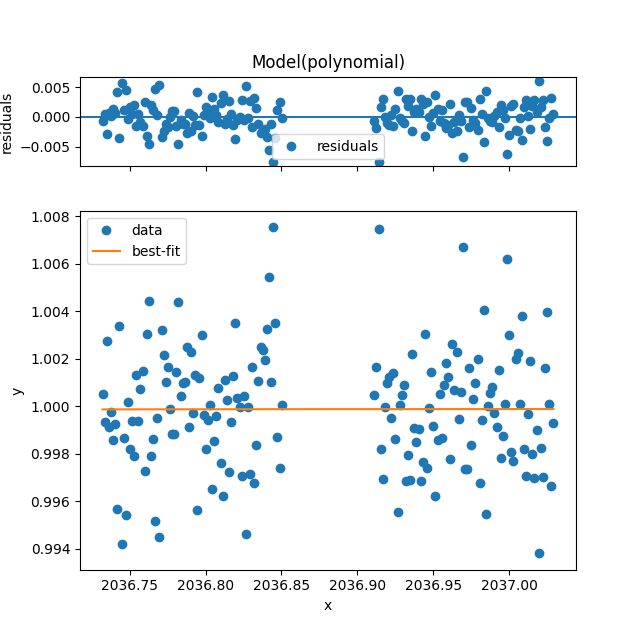 Model(polynomial)
residuals
0.005
0.000
−0.005
residuals
y
1.008
1.006
1.004
1.002
1.000
0.998
0.996
0.994
data
best-fit
2036.75 2036.80 2036.85 2036.90 2036.95 2037.00
x